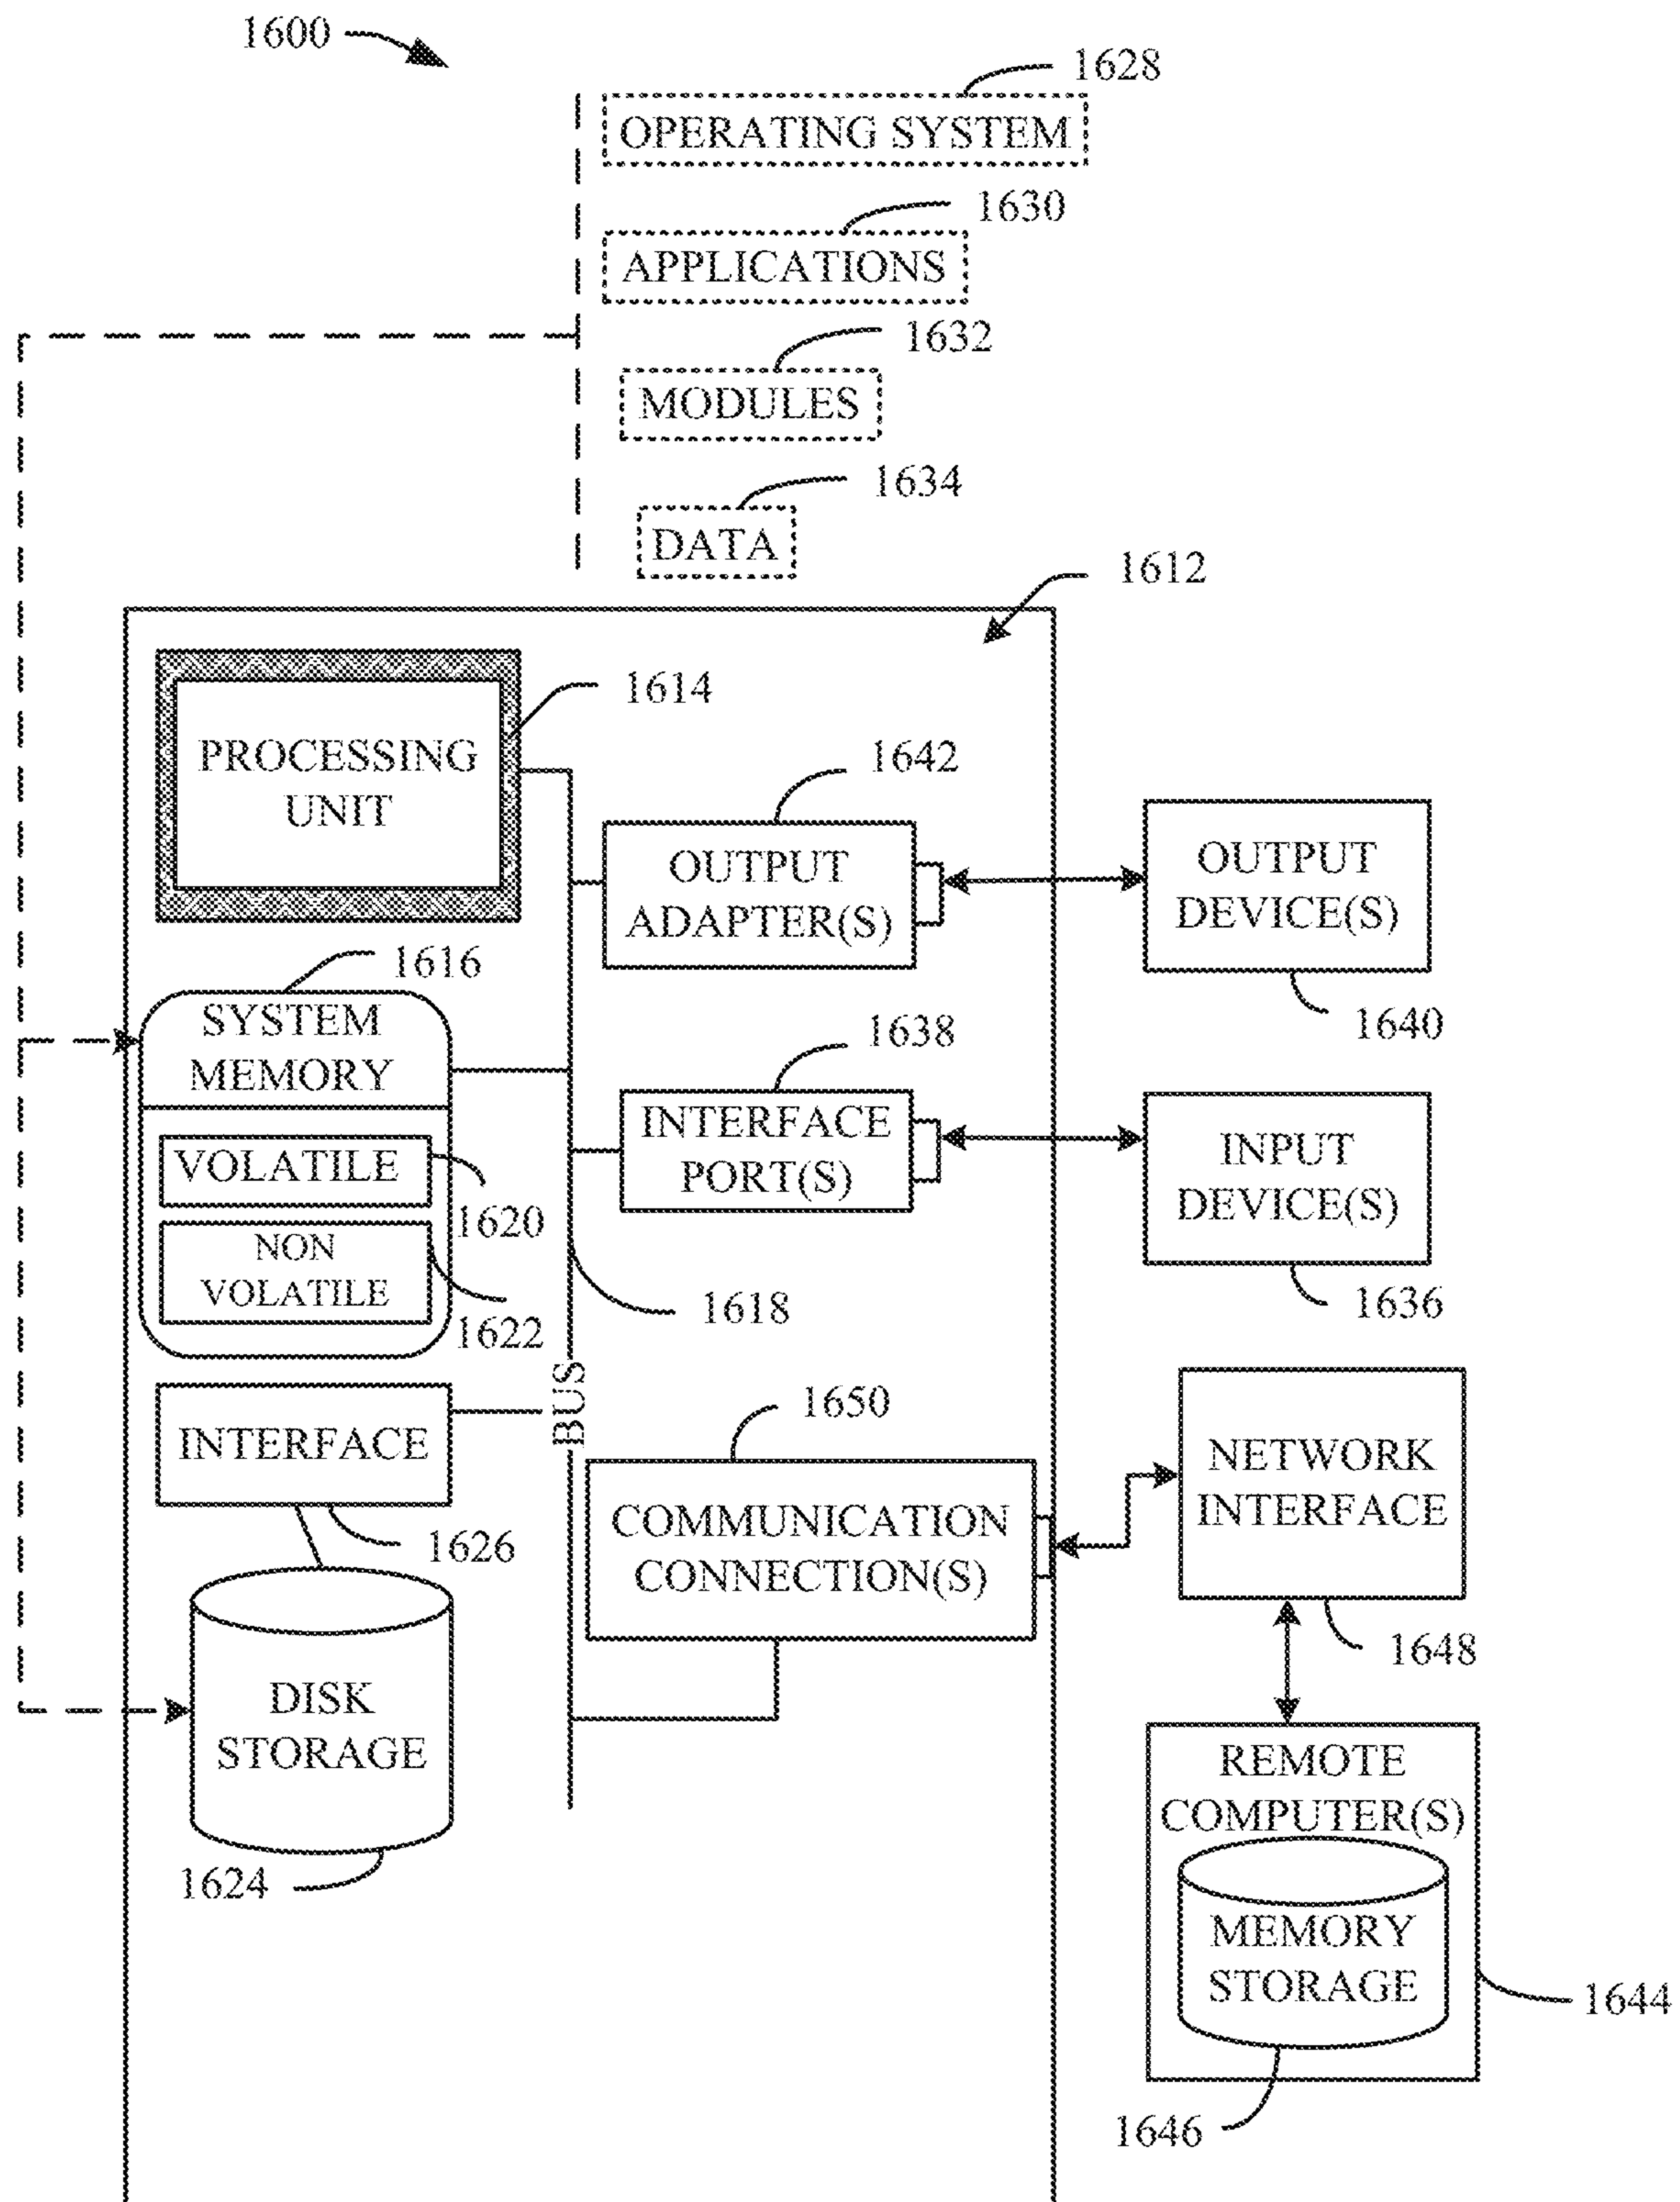 1600
1628
OPERATING SYSTEM
1630
APPLICATIONS
1632
MODULES
1634
DATA
1612
1614
PROCESSING
UNIT
1642
OUTPUT
ADAPTER(S)
OUTPUT
DEVICE(S)
1640
1616
SYSTEM
MEMORY
VOLATILE
1620
NON
VOLATILE
1622
1638
INTERFACE
PORT(S)
INPUT
DEVICE(S)
1636
1618
BUS
INTERFACE
1626
1650
COMMUNICATION
CONNECTION(S)
NETWORK
INTERFACE
1648
DISK
STORAGE
1624
REMOTE
COMPUTER(S)
MEMORY
STORAGE
1644
1646